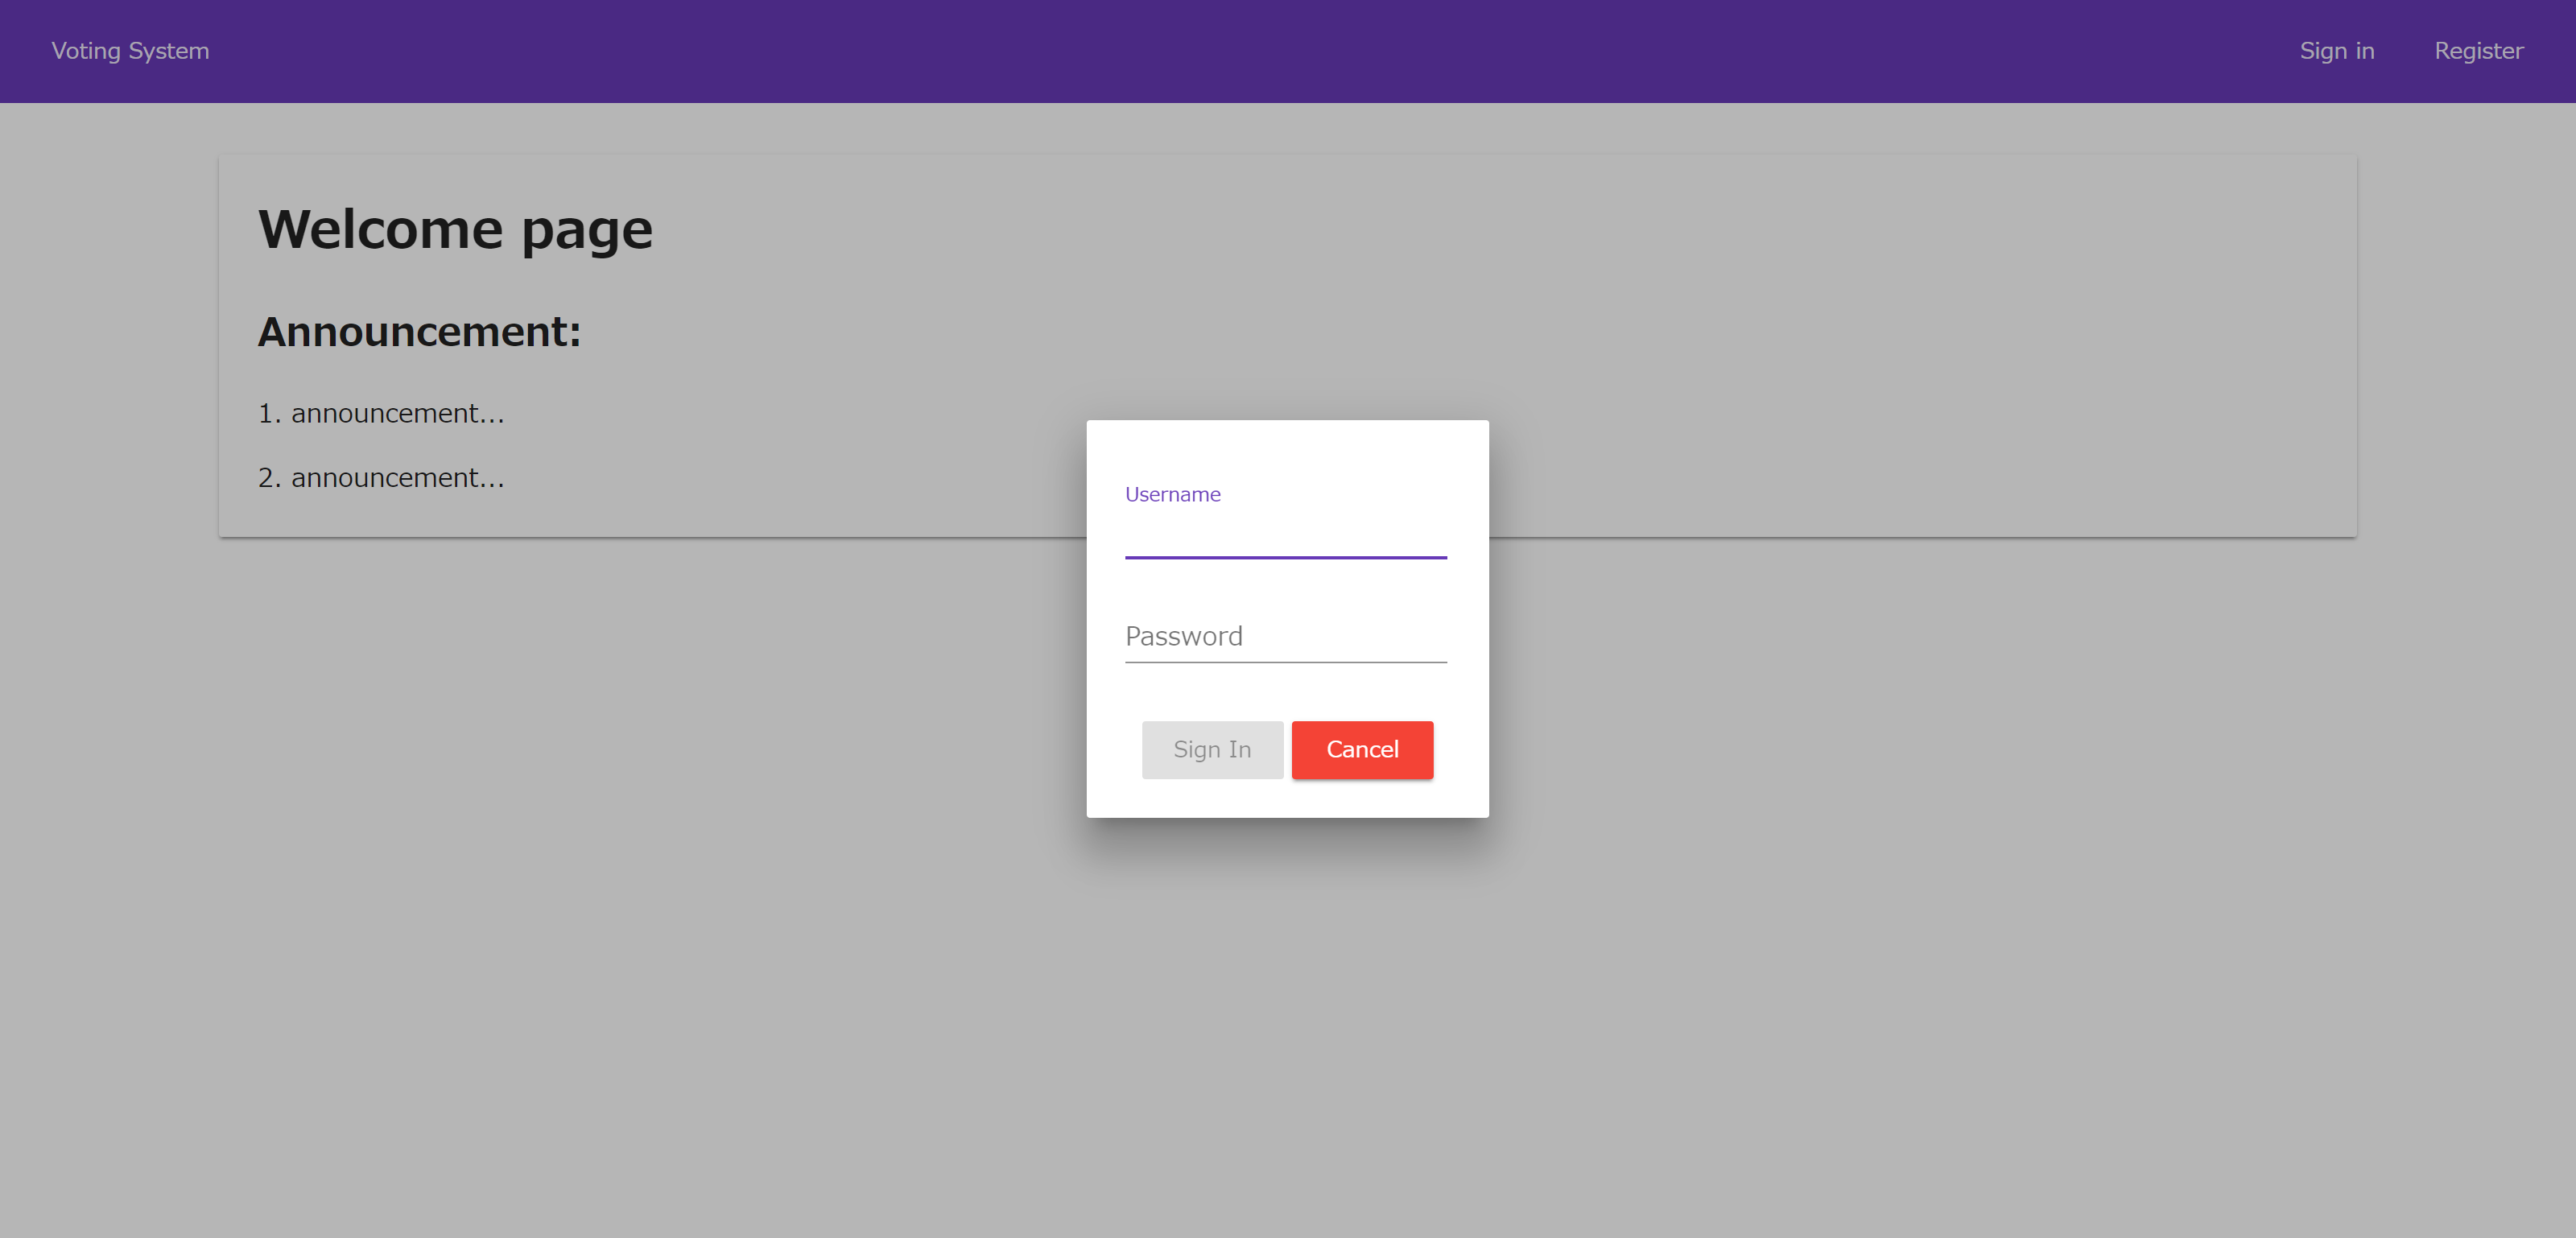 Voting System
Sign in
Register
Welcome page
Announcement:
1. announcement...
2. announcement...
Username
Password
Sign In
Cancel